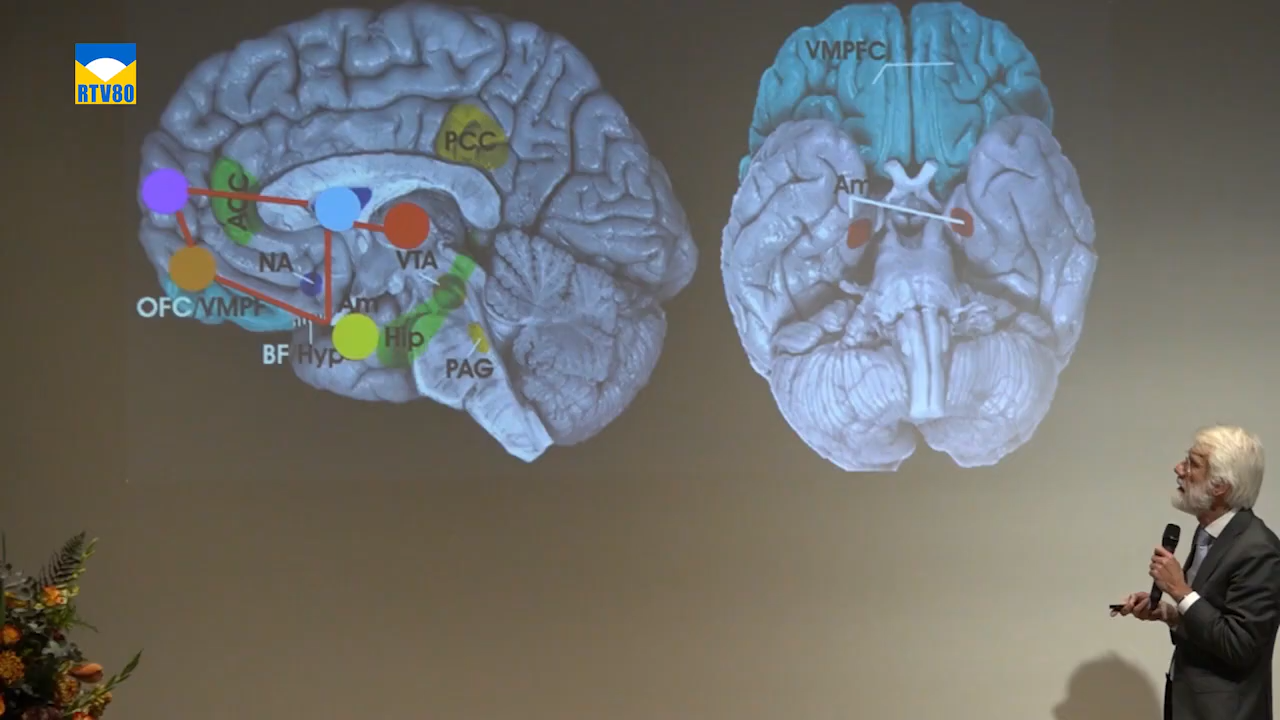 RTV80
VMPFC
PCC
ACC
Am
NA
VTA
OFC/VMPF
Am
BF
Hyp
Hip
PAG